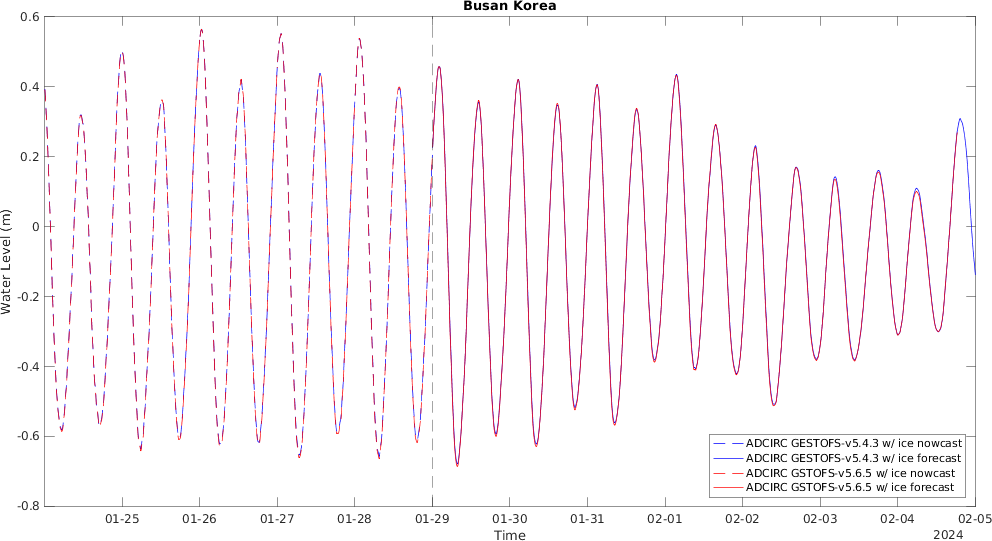 Busan Korea
0.6
0.4
0.2
0
-0.2
-0.4
-0.6
-0.8
Water Level (m)
ADCIRC GESTOFS-v5.4.3 w/ ice nowcast
ADCIRC GESTOFS-v5.4.3 w/ ice forecast
ADCIRC GSTOFS-v5.6.5 w/ ice nowcast
ADCIRC GSTOFS-v5.6.5 w/ ice forecast
01-25 01-26 01-27 01-28 01-29 01-30 01-31 02-01 02-02 02-03 02-04 02-05
Time
2024